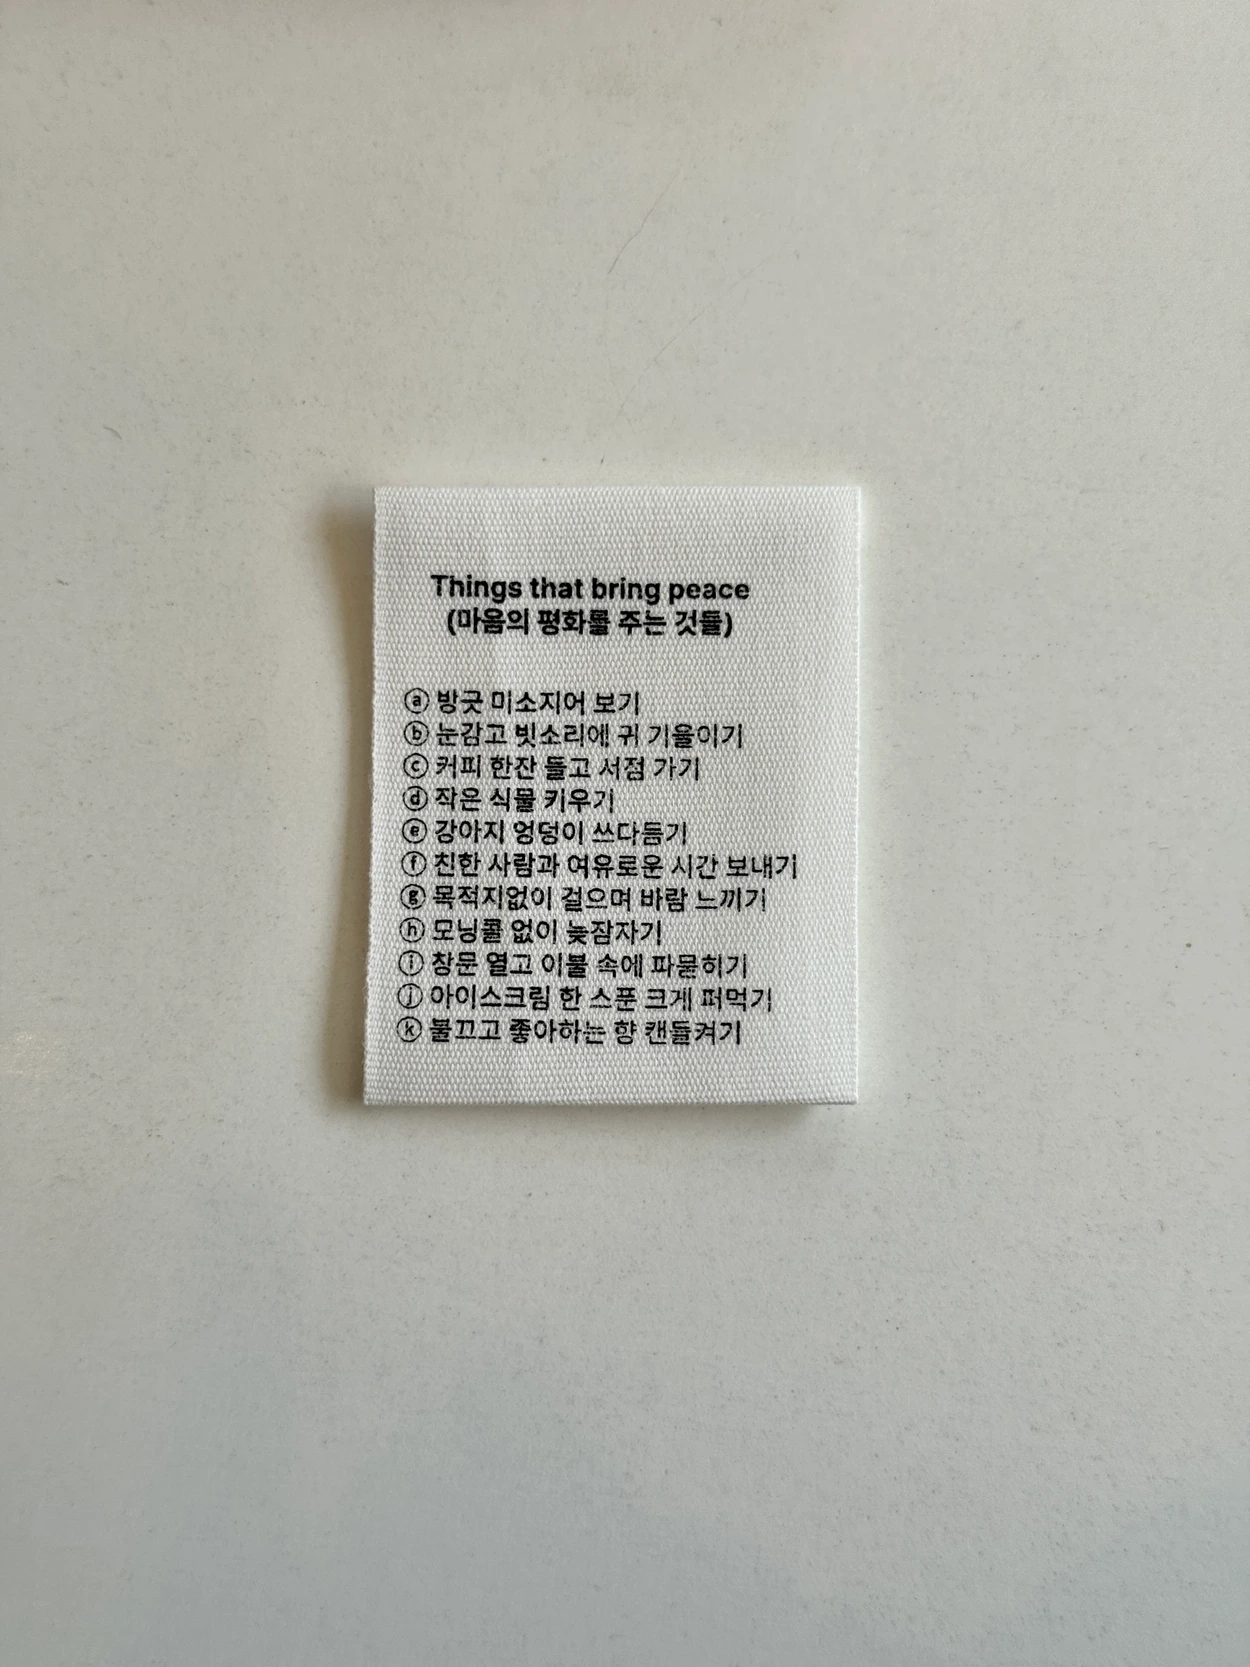 Things that bring peace
(마음의 평화를 주는 것들)
ⓐ 방긋 미소지어 보기
ⓑ 눈감고 빗소리에 귀 기울이기
ⓒ 커피 한잔 들고 서점 가기
ⓓ 작은 식물 키우기
ⓔ 강아지 엉덩이 쓰다듬기
ⓕ 친한 사람과 여유로운 시간 보내기
ⓖ 목적지없이 걸으며 바람 느끼기
ⓗ 모닝콜 없이 늦잠자기
ⓘ 창문 열고 이불 속에 파묻히기
ⓙ 아이스크림 한 스푼 크게 퍼먹기
ⓚ 불끄고 좋아하는 향 캔들켜기